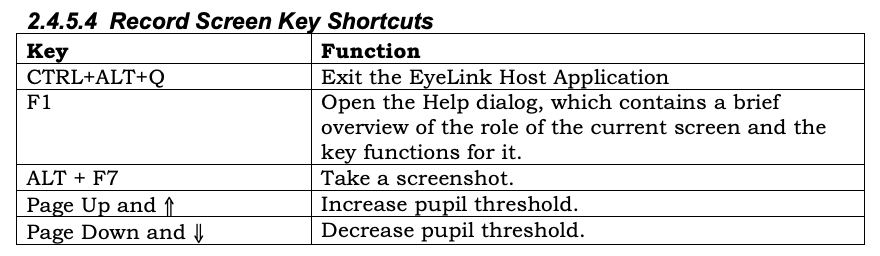 2.4.5.4 Record Screen Key Shortcuts
Key Function
CTRL+ALT+Q Exit the EyeLink Host Application
F1 Open the Help dialog, which contains a brief
overview of the role of the current screen and the
key functions for it.
ALT + F7 Take a screenshot.
Page Up and ⇑ Increase pupil threshold.
Page Down and ⇓ Decrease pupil threshold.